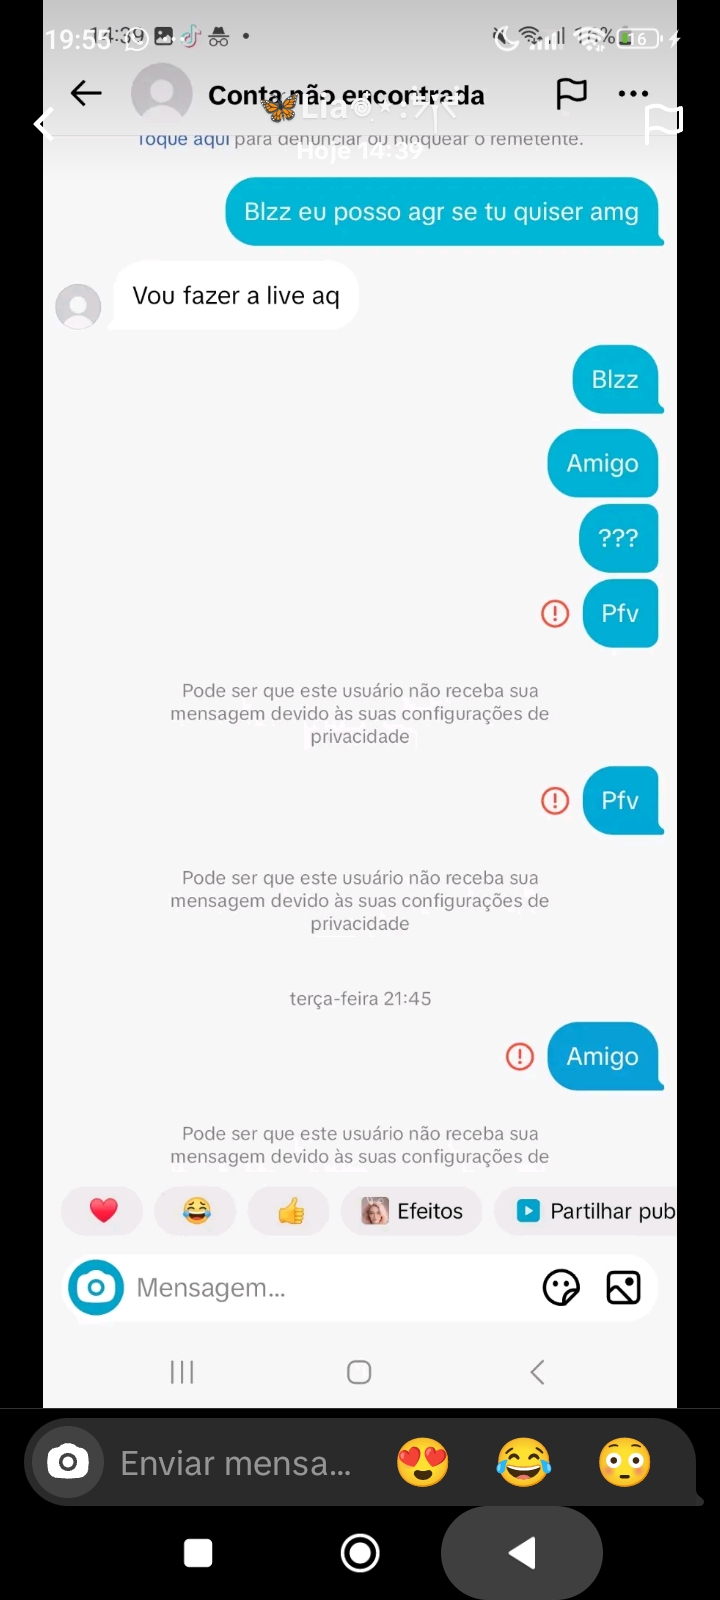 19:55 14:39 16% 16
Conta não encontrada
Lia
Toque aqui para denunciar ou bloquear o remetente.
Hoje 14:39
Blzz eu posso agr se tu quiser amg
Vou fazer a live aq
Blzz
Amigo
???
Pfv
Pode ser que este usuário não receba sua
mensagem devido às suas configurações de
privacidade
Pfv
Pode ser que este usuário não receba sua
mensagem devido às suas configurações de
privacidade
terça-feira 21:45
Amigo
Pode ser que este usuário não receba sua
mensagem devido às suas configurações de
Efeitos
Partilhar pub
Mensagem...
Enviar mensa...